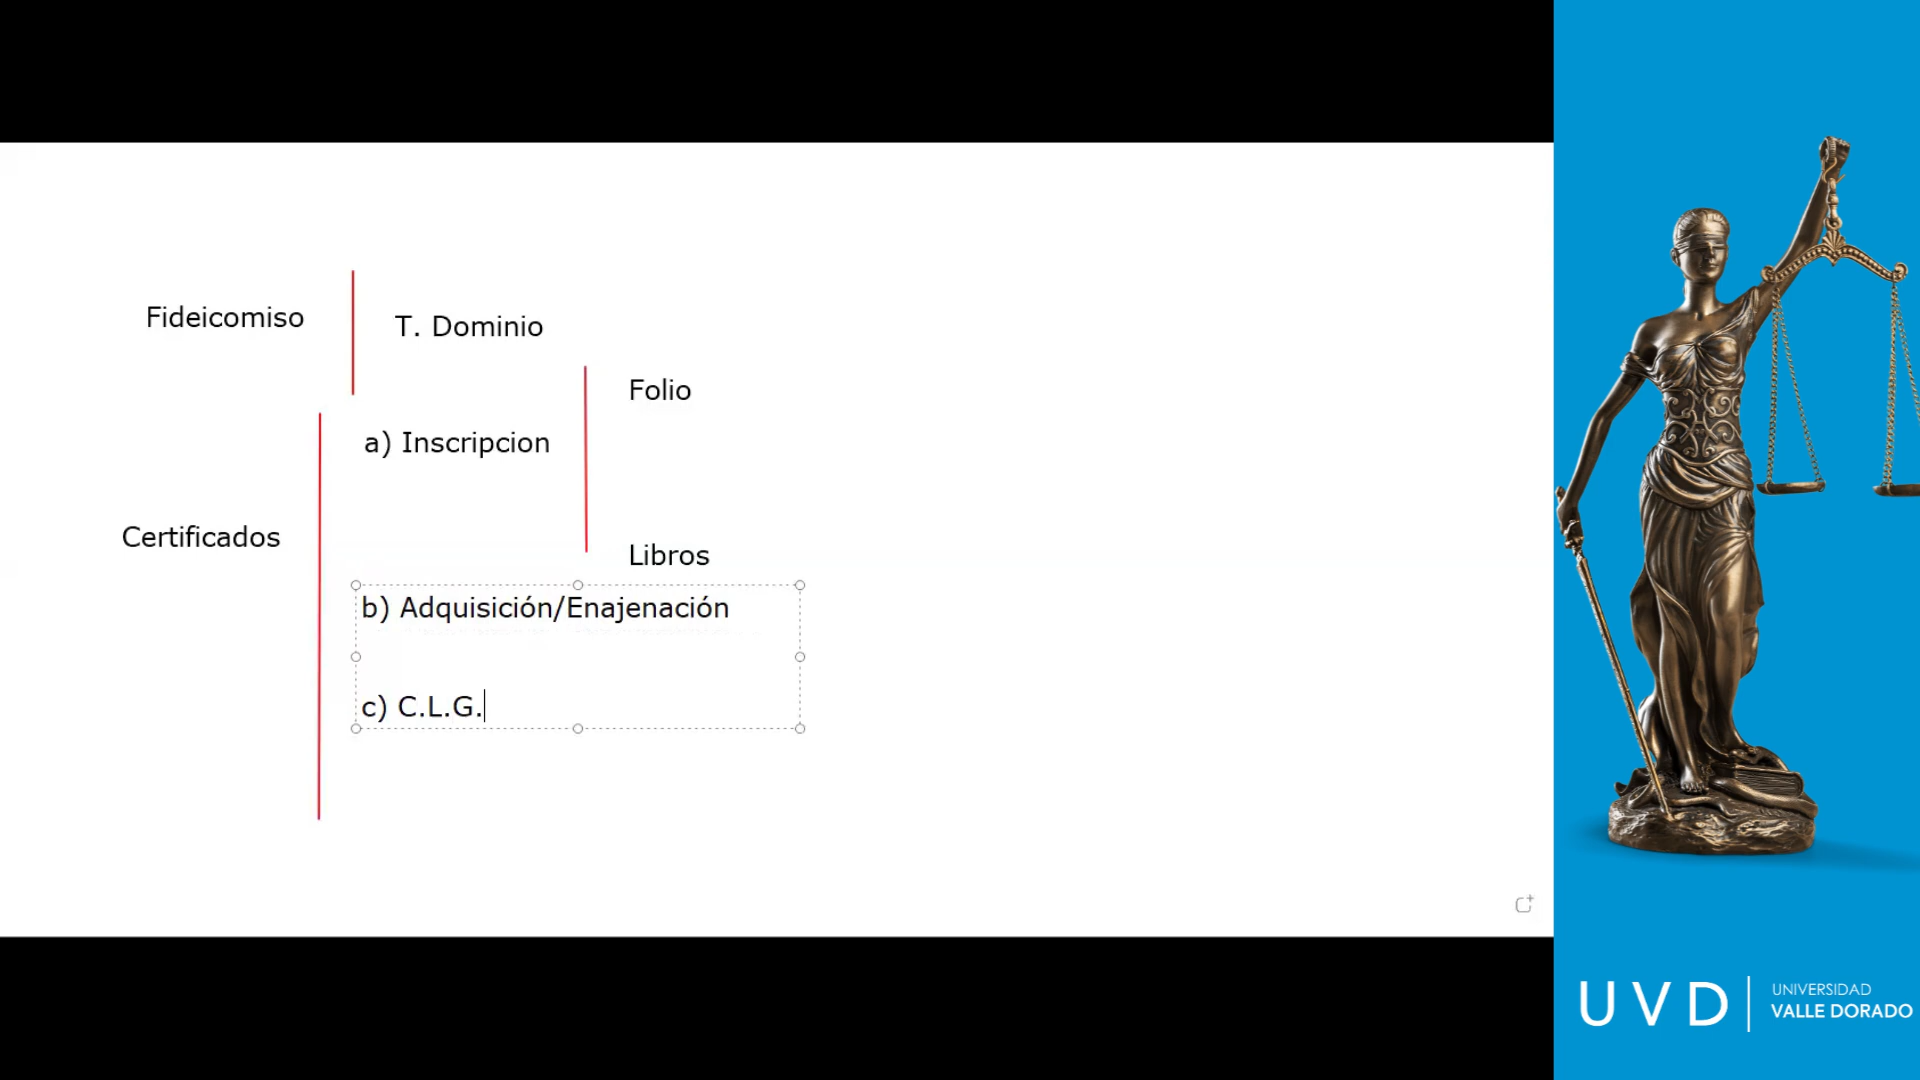 Fideicomiso
T. Dominio
Folio
a) Inscripcion
Certificados
Libros
b) Adquisición/Enajenación
c) C.L.G.
UVD
UNIVERSIDAD
VALLE DORADO